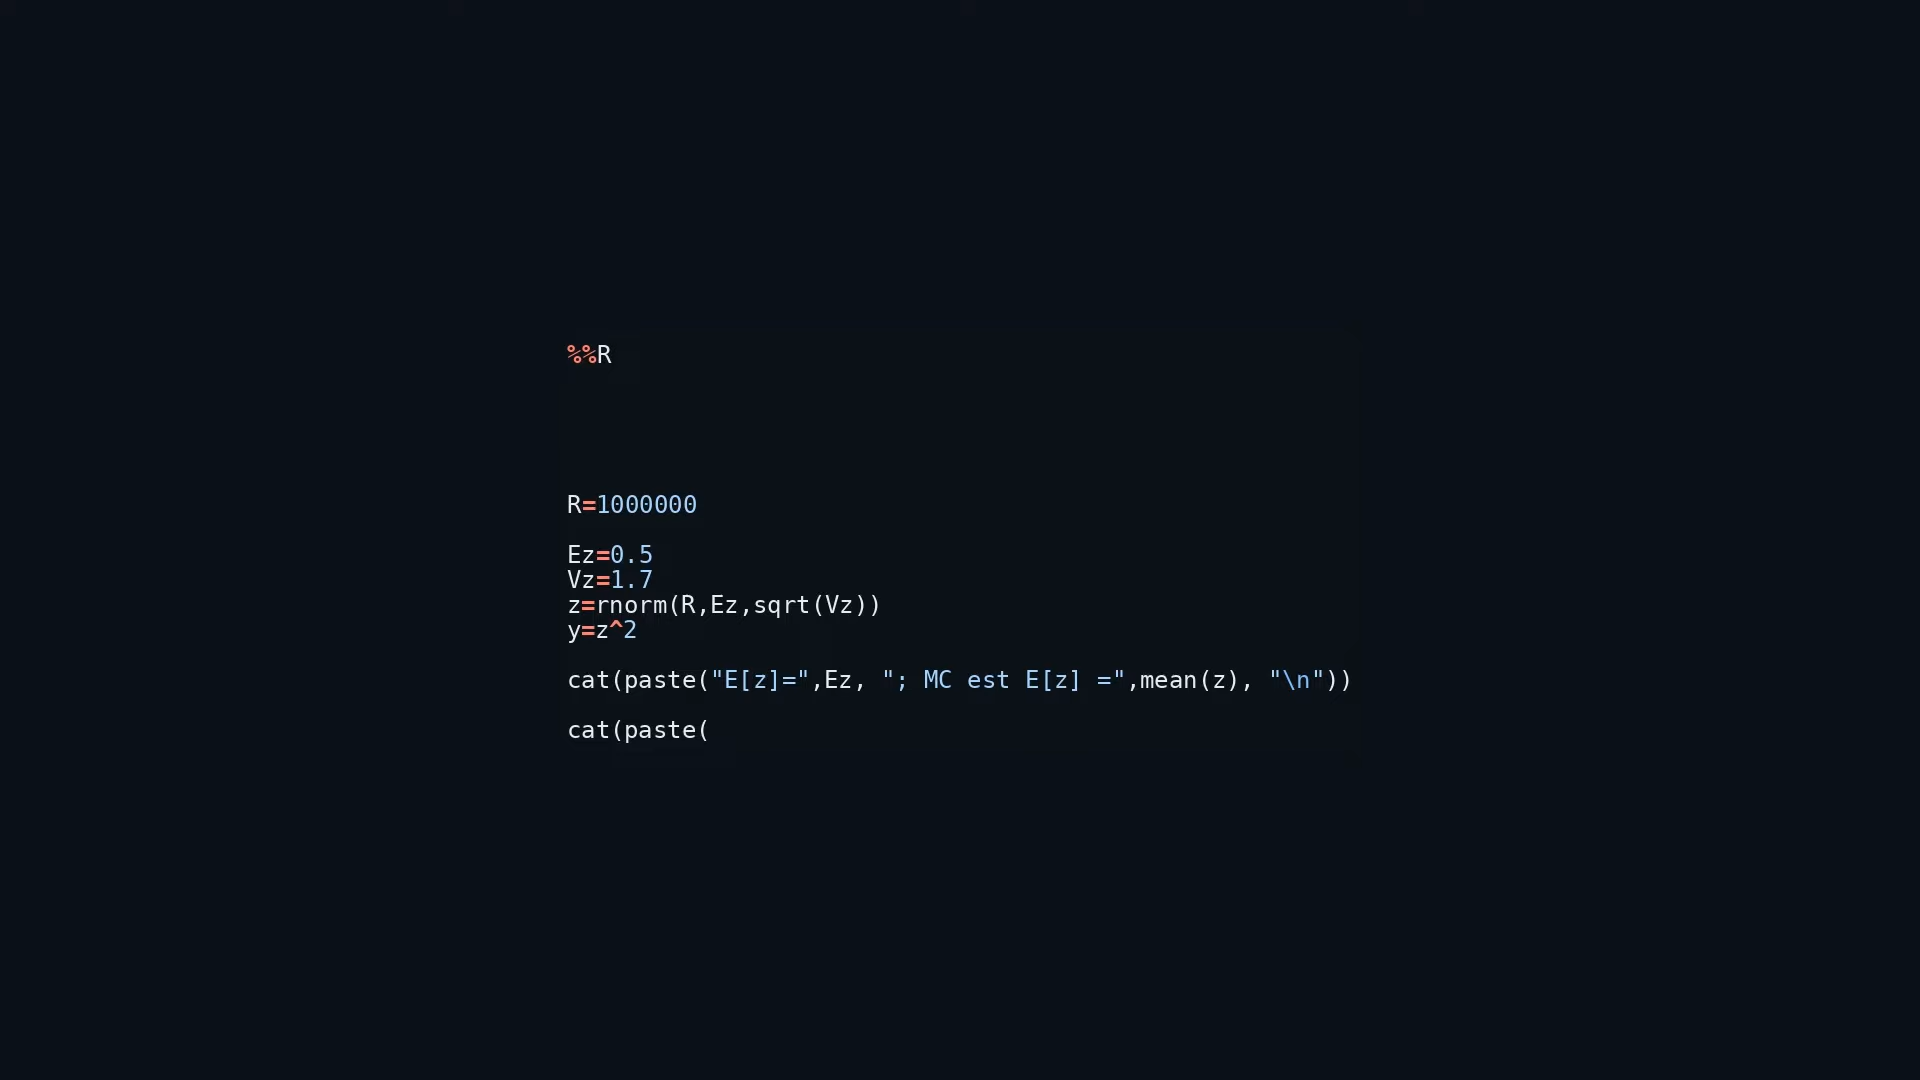 %%R
R=1000000
Ez=0.5
Vz=1.7
z=rnorm(R,Ez,sqrt(Vz))
y=z^2
cat(paste("E[z]=",Ez, "; MC est E[z] =",mean(z), "\n"))
cat(paste(